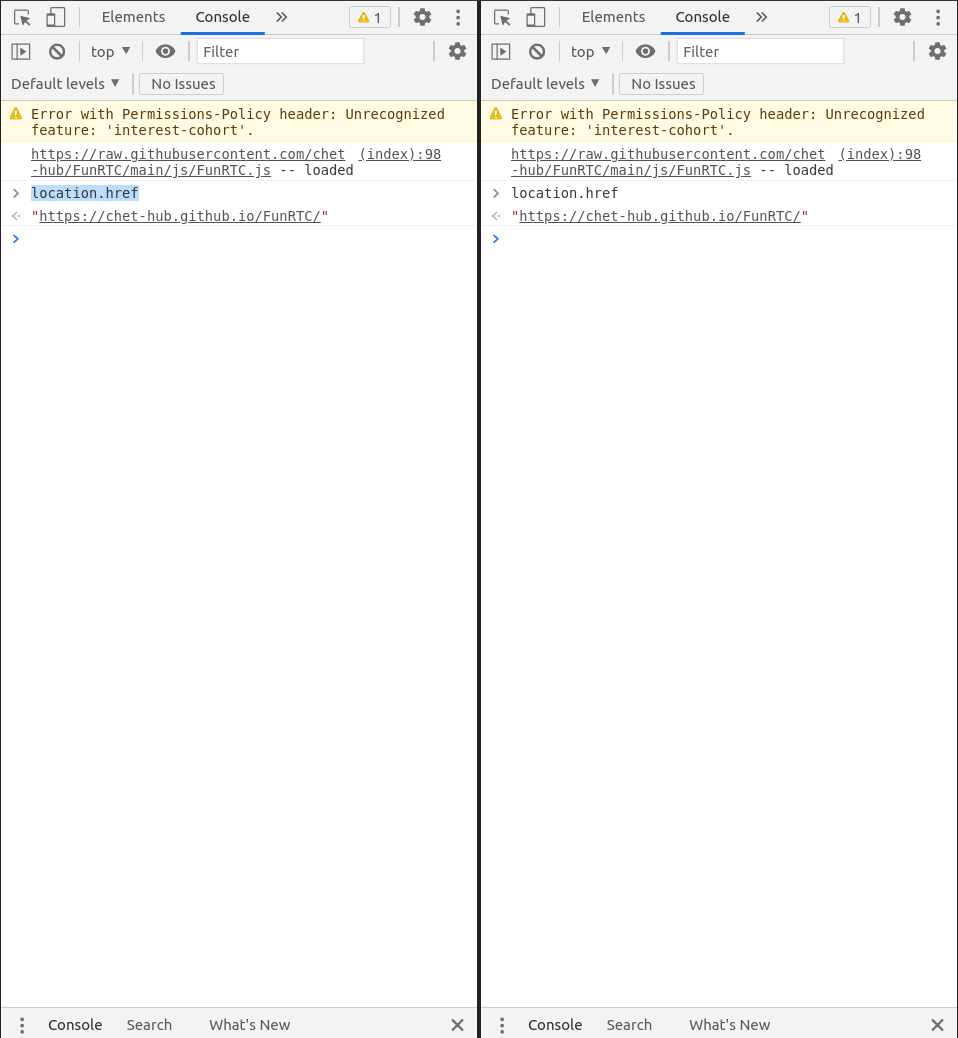 Elements Console 1
top Filter
Default levels No Issues
Error with Permissions-Policy header: Unrecognized
feature: 'interest-cohort'.
https://raw.githubusercontent.com/chet (index):98
-hub/FunRTC/main/js/FunRTC.js -- loaded
location.href
"https://chet-hub.github.io/FunRTC/"
Console Search What's New
Elements Console 1
top Filter
Default levels No Issues
Error with Permissions-Policy header: Unrecognized
feature: 'interest-cohort'.
https://raw.githubusercontent.com/chet (index):98
-hub/FunRTC/main/js/FunRTC.js -- loaded
location.href
"https://chet-hub.github.io/FunRTC/"
Console Search What's New